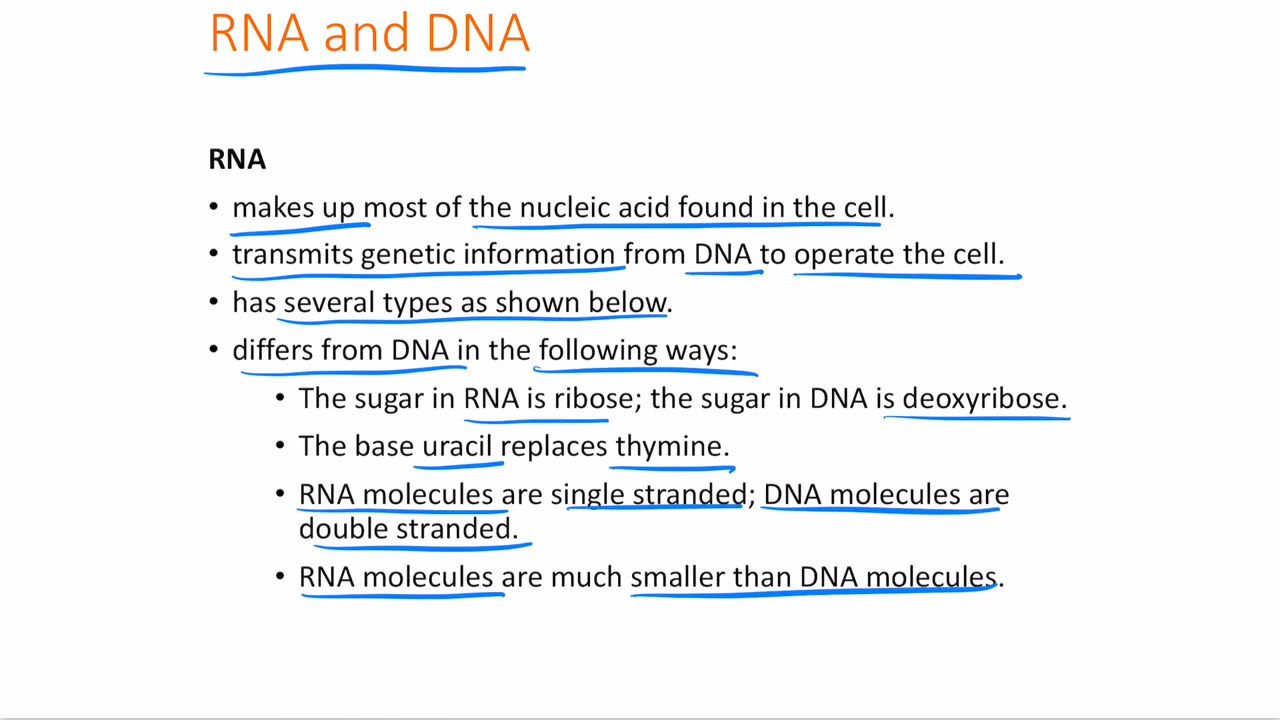 RNA and DNA
RNA
• makes up most of the nucleic acid found in the cell.
• transmits genetic information from DNA to operate the cell.
• has several types as shown below.
• differs from DNA in the following ways:
• The sugar in RNA is ribose; the sugar in DNA is deoxyribose.
• The base uracil replaces thymine.
• RNA molecules are single stranded; DNA molecules are
double stranded.
• RNA molecules are much smaller than DNA molecules.